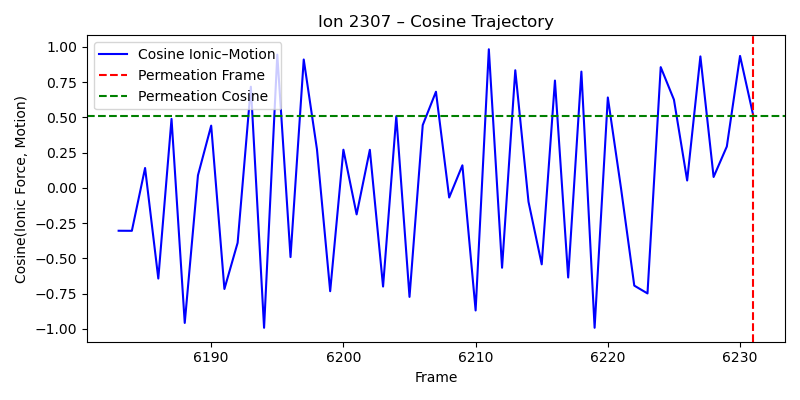 Ion 2307 – Cosine Trajectory
Cosine(Ionic Force, Motion)
1.00
0.75
0.50
0.25
0.00
−0.25
−0.50
−0.75
−1.00
Cosine Ionic–Motion
Permeation Frame
Permeation Cosine
6190
6200
6210
6220
6230
Frame